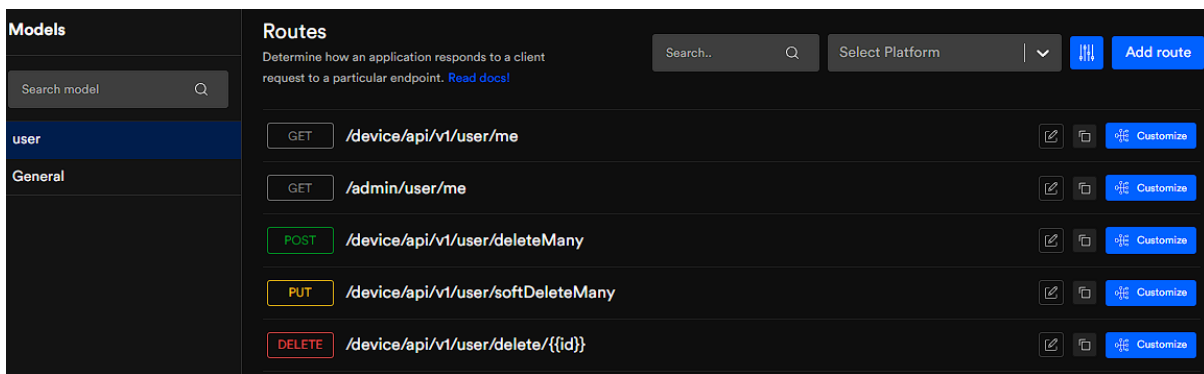 Models
Search model
user
General
Routes
Determine how an application responds to a client
request to a particular endpoint. Read docs!
Search..
Select Platform
Add route
GET /device/api/v1/user/me Customize
GET /admin/user/me Customize
POST /device/api/v1/user/deleteMany Customize
PUT /device/api/v1/user/softDeleteMany Customize
DELETE /device/api/v1/user/delete/{{id}} Customize